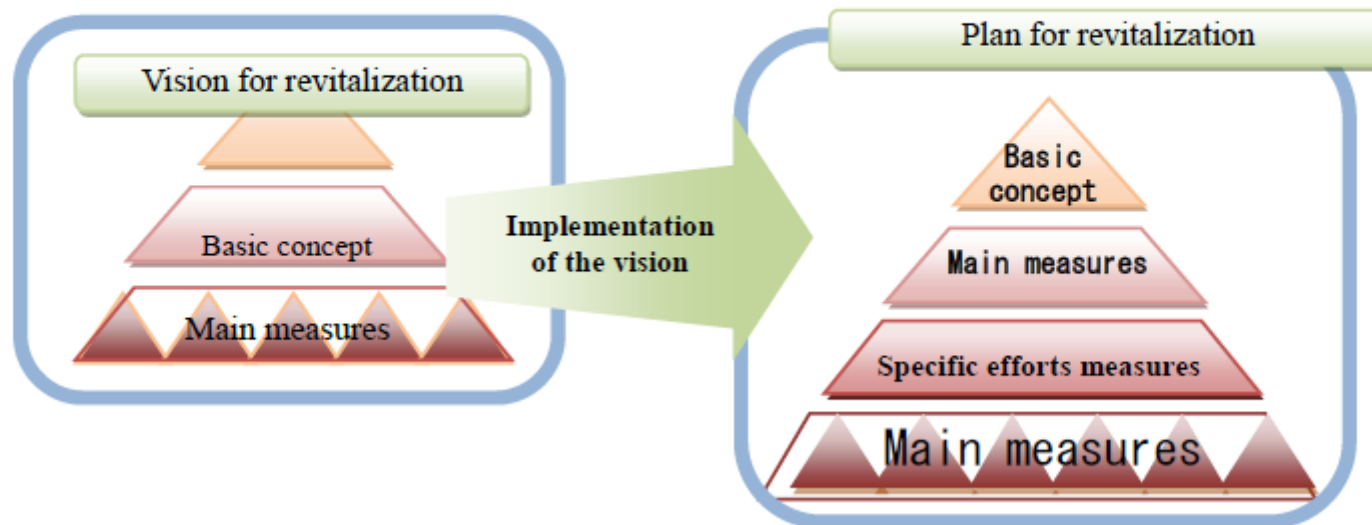 Vision for revitalization
Basic concept
Main measures
Implementation
of the vision
Plan for revitalization
Basic
concept
Main measures
Specific efforts measures
Main measures